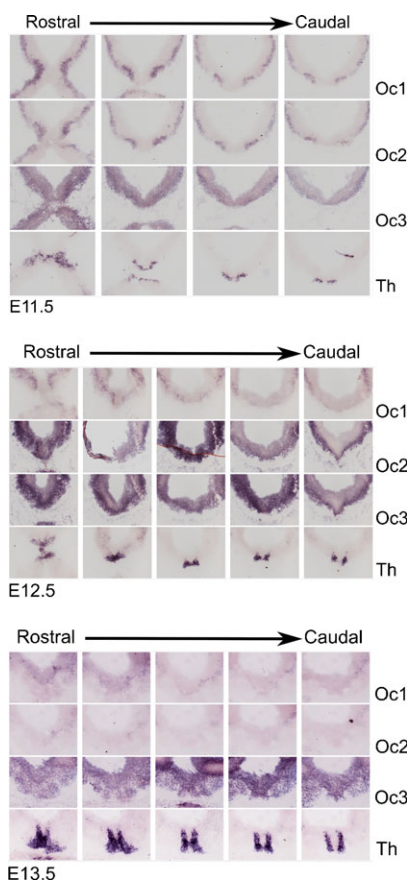 Rostral Caudal
Oc1
Oc2
Oc3
Th
E11.5
Rostral Caudal
Oc1
Oc2
Oc3
Th
E12.5
Rostral Caudal
Oc1
Oc2
Oc3
Th
E13.5